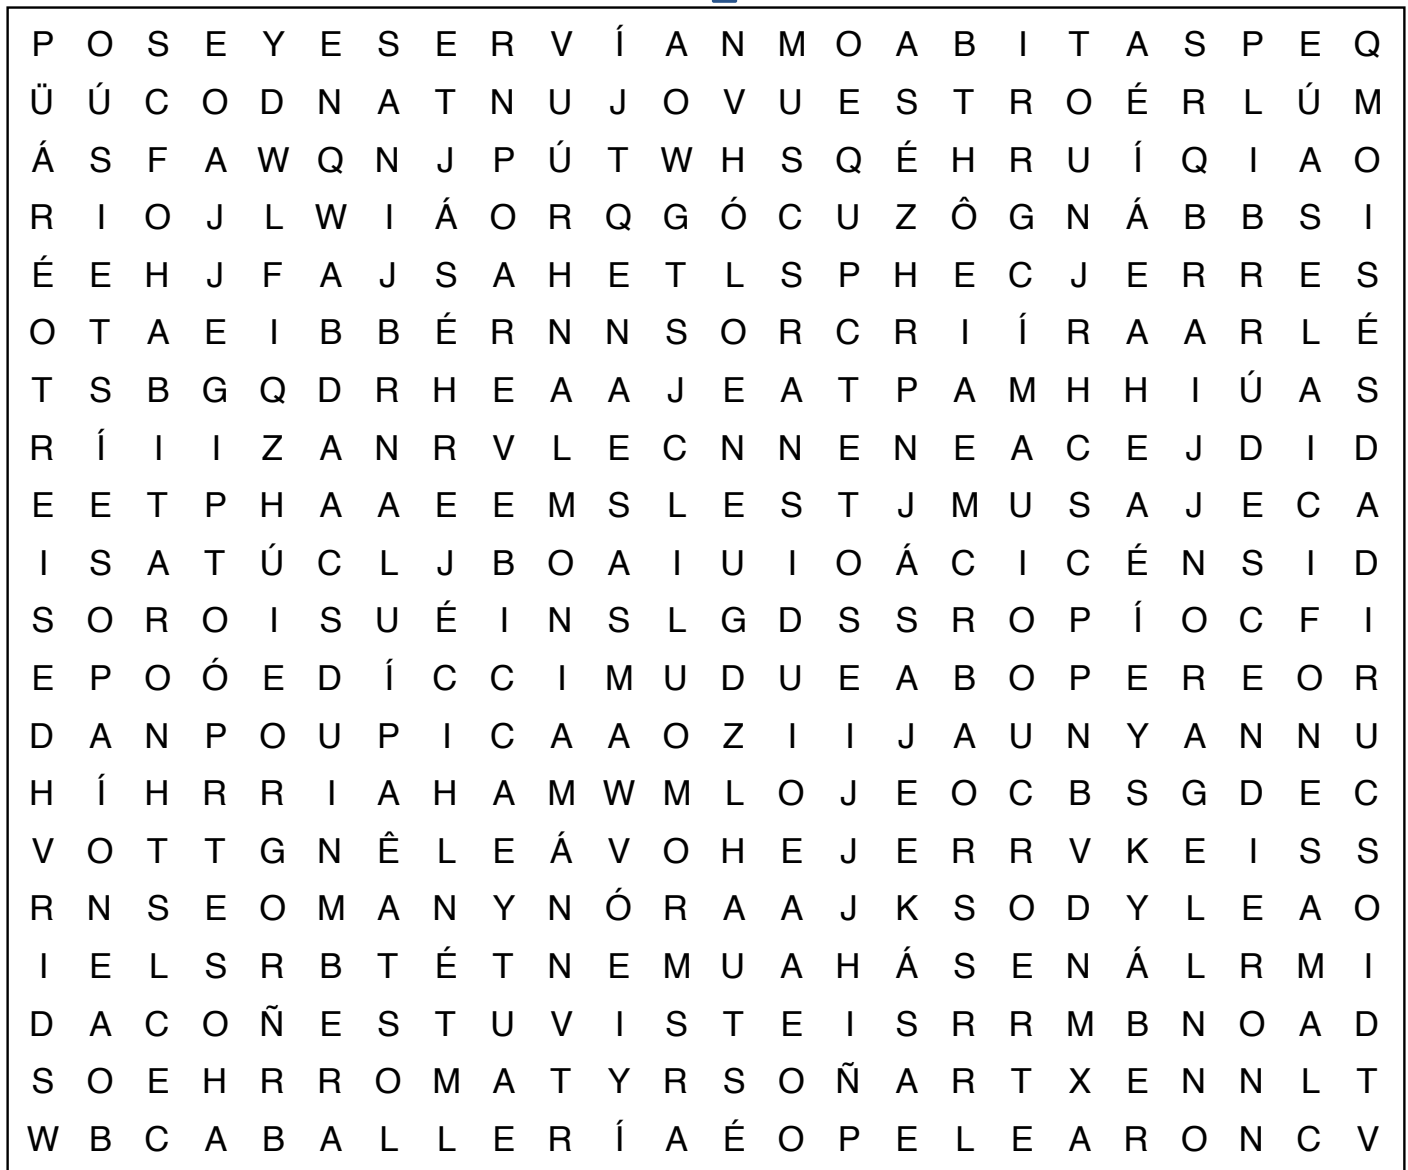 P O S E Y E S E R V Í A N M O A B I T A S P E Q
Ü Ú C O D N A T N U J O V U E S T R O É R L Ú M
Á S F A W Q N J P Ú T W H S Q É H R U Í Q I A O
R I O J L W I Á O R Q G Ó C U Z Ô G N Á B B S I
É E H J F A J S A H E T L S P H E C J E R R E S
O T A E I B B É R N N S O R C R I Í R A A R L É
T S B G Q D R H E A A J E A T P A M H H I Ú A S
R Í I I Z A N R V L E C N N E N E A C E J D I D
E E T P H A A E E M S L E S T J M U S A J E C A
I S A T Ú C L J B O A I U I O Á C I C É N S I D
S O R O I S U É I N S L G D S S R O P Í O C F I
E P O Ó E D Í C C I M U D U E A B O P E R E O R
D A N P O U P I C A A O Z I I J A U N Y A N N U
H Í H R R I A H A M W M L O J E O C B S G D E C
V O T T G N Ê L E Á V O H E J E R R V K E I S S
R N S E O M A N Y N Ó R A A J K S O D Y L E A O
I E L S R B T É T N E M U A H Á S E N Á L R M I
D A C O Ñ E S T U V I S T E I S R R M B N O A D
S O E H R R O M A T Y R S O Ñ A R T X E N N L T
W B C A B A L L E R Í A É O P E L E A R O N C V